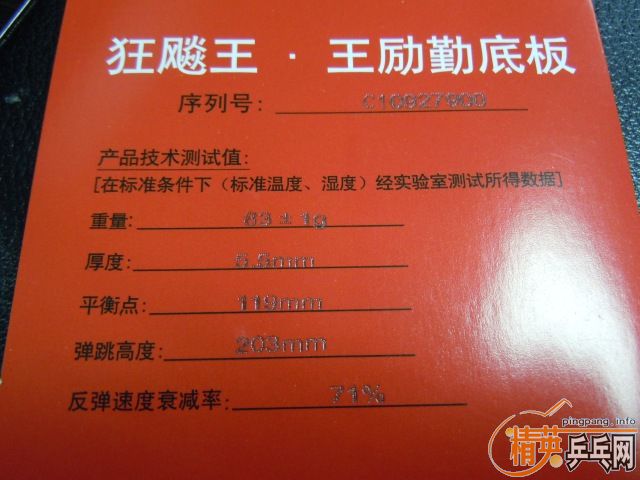 狂飚王 · 王励勤底板
序列号: C10927900
产品技术测试值:
[在标准条件下（标准温度、湿度）经实验室测试所得数据]
重量: 83±1g
厚度: 5.8mm
平衡点: 119mm
弹跳高度: 203mm
反弹速度衰减率: 71%
pingpang.info
精英乒乓网